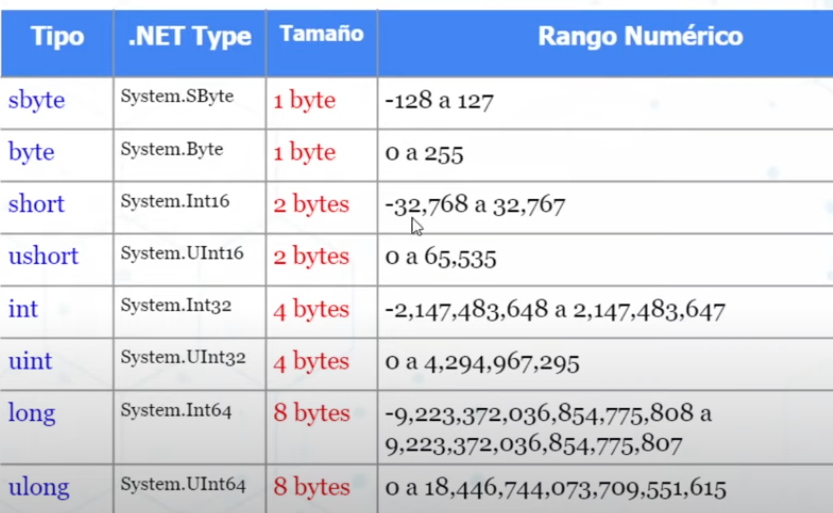 Tipo .NET Type Tamaño Rango Numérico
sbyte System.SByte 1 byte -128 a 127
byte System.Byte 1 byte 0 a 255
short System.Int16 2 bytes -32,768 a 32,767
ushort System.UInt16 2 bytes 0 a 65,535
int System.Int32 4 bytes -2,147,483,648 a 2,147,483,647
uint System.UInt32 4 bytes 0 a 4,294,967,295
long System.Int64 8 bytes -9,223,372,036,854,775,808 a
9,223,372,036,854,775,807
ulong System.UInt64 8 bytes 0 a 18,446,744,073,709,551,615